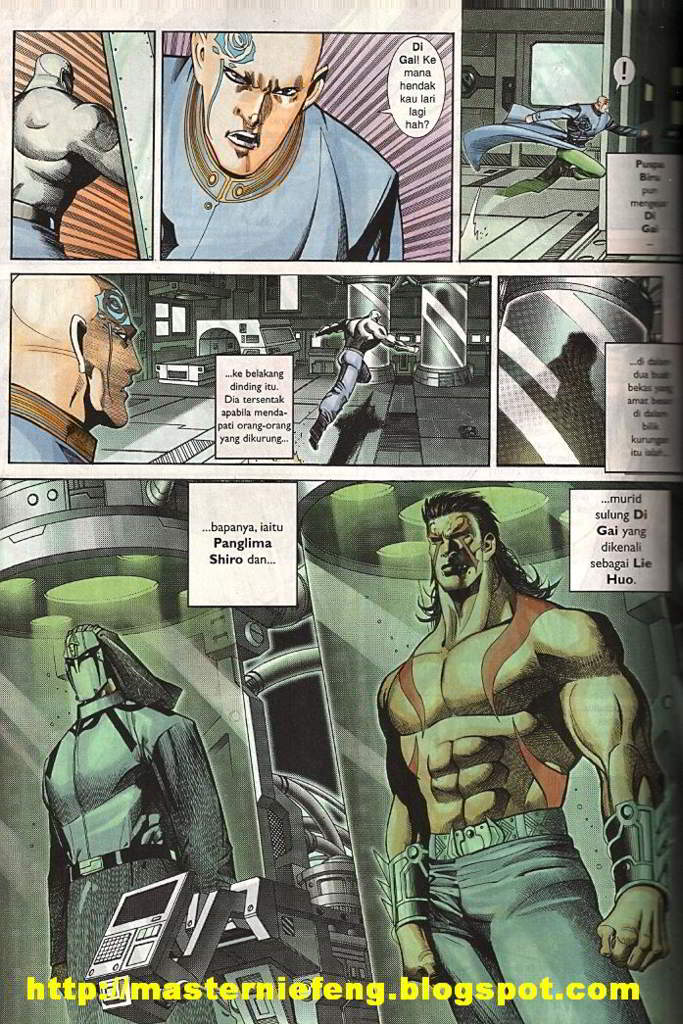 Di
Gai! Ke
mana
hendak
kau lari
lagi
hah?
!
Puspa
Biru
pun
mengejar
Di
Gai
...
...ke belakang
dinding itu.
Dia tersentak
apabila menda-
pati orang-orang
yang dikurung...
...di dalam
dua buah
bekas yang
amat besar
di dalam
bilik
kurungan
itu ialah...
...bapanya, iaitu
Panglima
Shiro dan...
...murid
sulung Di
Gai yang
dikenali
sebagai Lie
Huo.
http://masterniefeng.blogspot.com